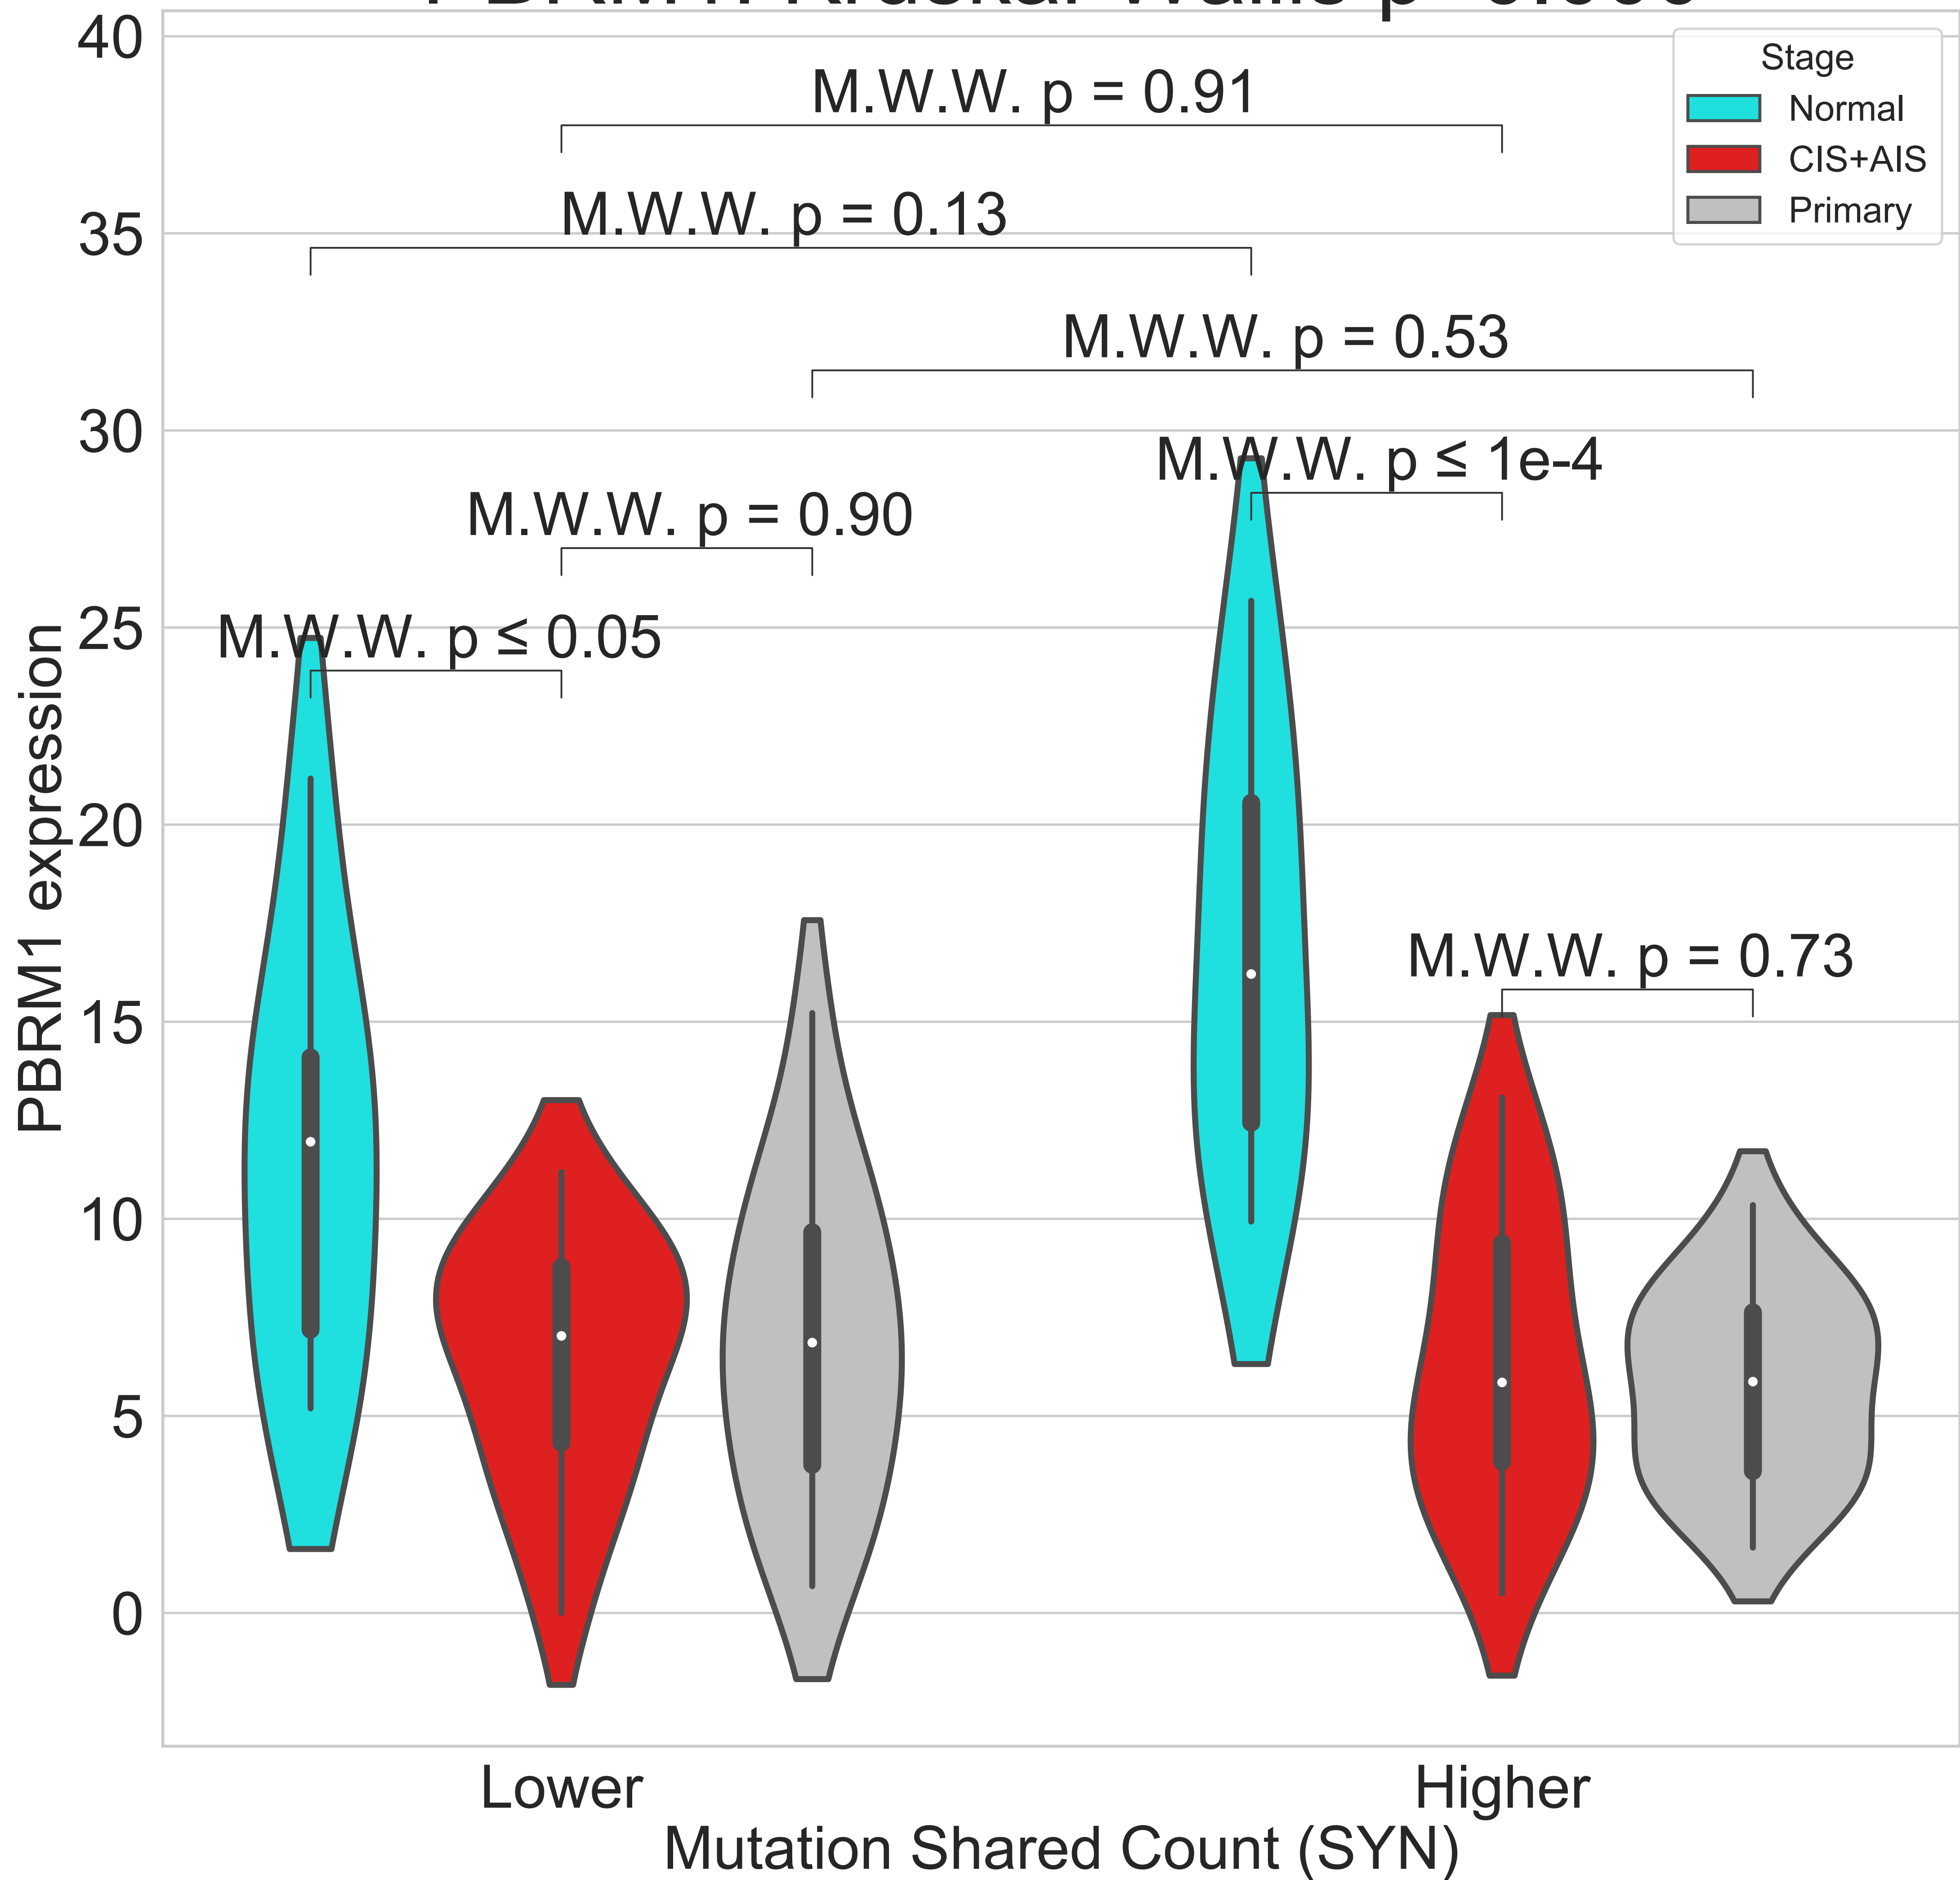 Stage
Normal
CIS+AIS
Primary
M.W.W. p = 0.91
M.W.W. p = 0.13
M.W.W. p = 0.53
M.W.W. p ≤ 1e-4
M.W.W. p = 0.90
M.W.W. p ≤ 0.05
M.W.W. p = 0.73
40
35
30
25
20
15
10
5
0
PBRM1 expression
Lower
Higher
Mutation Shared Count (SYN)